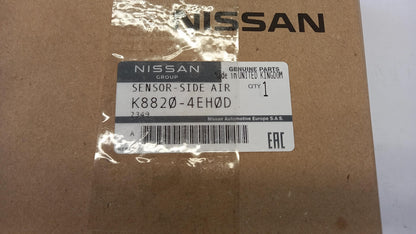 NISSAN
NISSAN
GROUP
GENUINE PARTS
Made in UNITED KINGDOM
SENSOR-SIDE AIR
QTY 1
K8820-4EH0D
2349
Nissan Automotive Europe S.A.S.
A
EAC